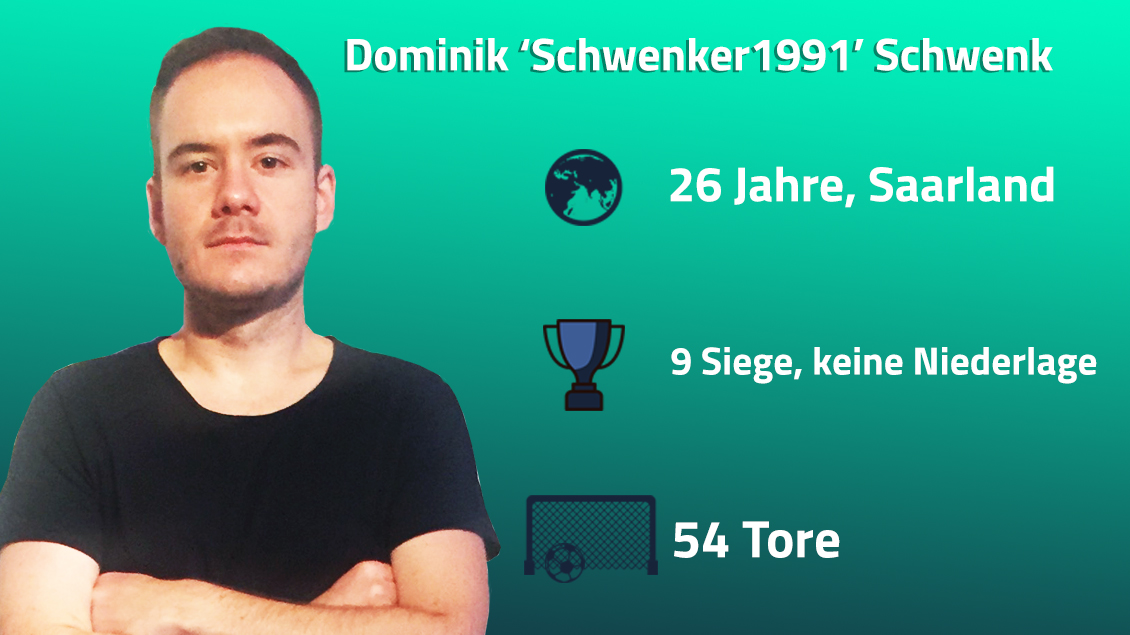 Dominik ‘Schwenker1991’ Schwenk
26 Jahre, Saarland
9 Siege, keine Niederlage
54 Tore